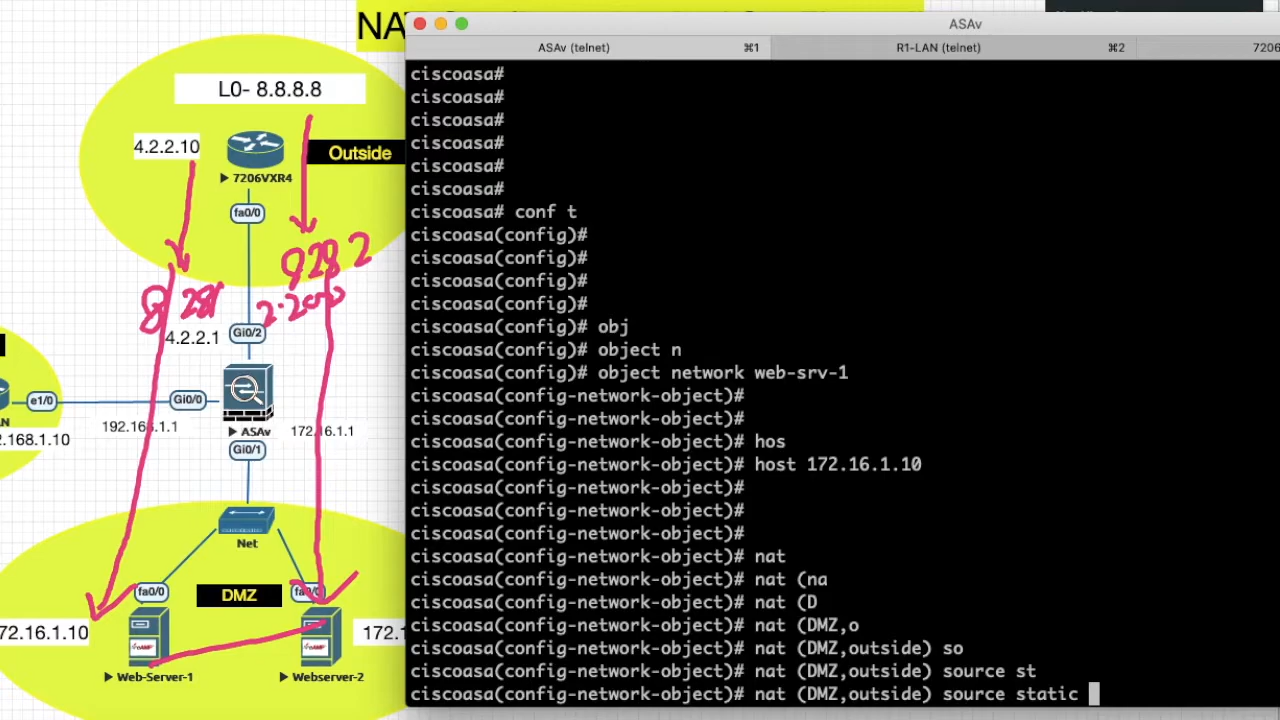 NA
L0- 8.8.8.8
4.2.2.10
Outside
7206VXR4
fa0/0
4.2.2.1
Gi0/2
e1/0
Gi0/0
192.168.1.1
ASAv
172.16.1.1
.168.1.10
Gi0/1
Net
fa0/0
DMZ
fa0/0
72.16.1.10
172.1
Web-Server-1
Webserver-2
ASAv
ASAv (telnet) ⌘1
R1-LAN (telnet) ⌘2
7206
ciscoasa#
ciscoasa#
ciscoasa#
ciscoasa#
ciscoasa#
ciscoasa#
ciscoasa# conf t
ciscoasa(config)#
ciscoasa(config)#
ciscoasa(config)#
ciscoasa(config)#
ciscoasa(config)# obj
ciscoasa(config)# object n
ciscoasa(config)# object network web-srv-1
ciscoasa(config-network-object)#
ciscoasa(config-network-object)#
ciscoasa(config-network-object)# hos
ciscoasa(config-network-object)# host 172.16.1.10
ciscoasa(config-network-object)#
ciscoasa(config-network-object)#
ciscoasa(config-network-object)#
ciscoasa(config-network-object)# nat
ciscoasa(config-network-object)# nat (na
ciscoasa(config-network-object)# nat (D
ciscoasa(config-network-object)# nat (DMZ,o
ciscoasa(config-network-object)# nat (DMZ,outside) so
ciscoasa(config-network-object)# nat (DMZ,outside) source st
ciscoasa(config-network-object)# nat (DMZ,outside) source static